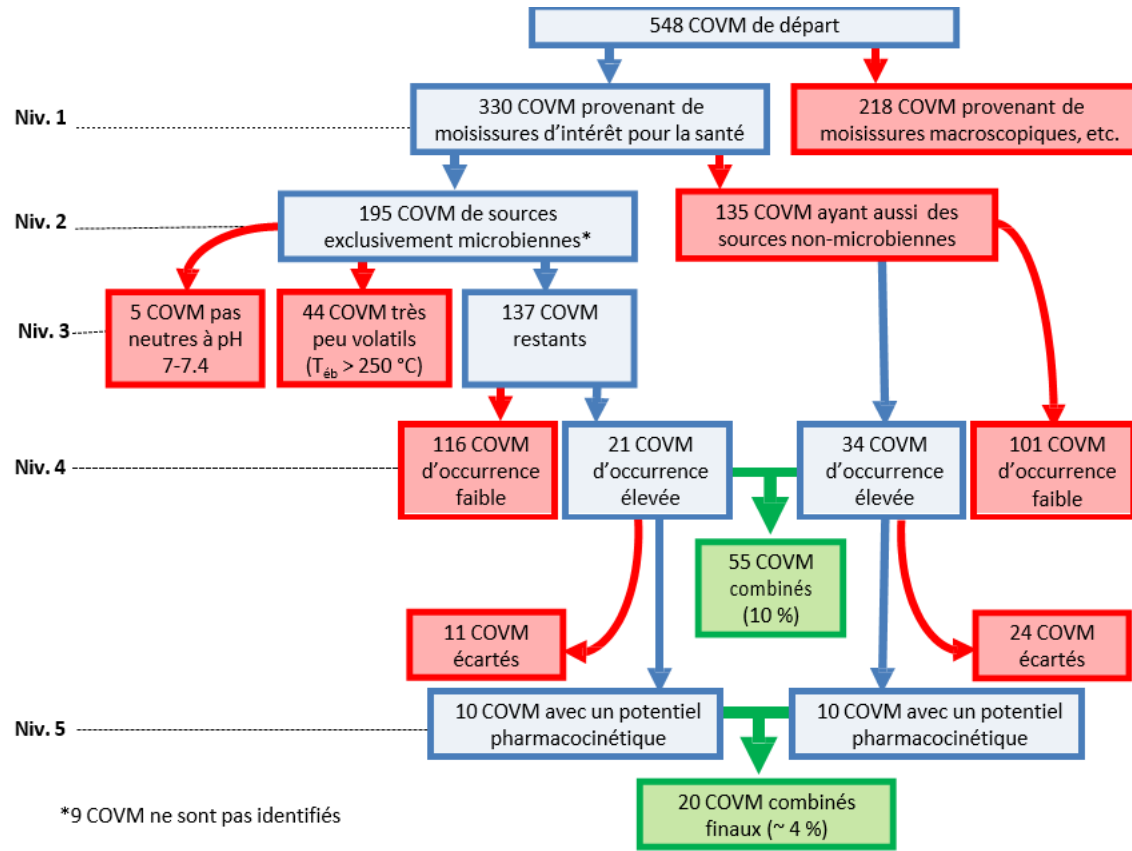 548 COVM de départ
Niv. 1
330 COVM provenant de
moisissures d'intérêt pour la santé
218 COVM provenant de
moisissures macroscopiques, etc.
Niv. 2
195 COVM de sources
exclusivement microbiennes*
135 COVM ayant aussi des
sources non-microbiennes
Niv. 3
5 COVM pas
neutres à pH
7-7.4
44 COVM très
peu volatils
(Téb > 250 °C)
137 COVM
restants
Niv. 4
116 COVM
d'occurrence
faible
21 COVM
d'occurrence
élevée
34 COVM
d'occurrence
élevée
101 COVM
d'occurrence
faible
55 COVM
combinés
(10 %)
11 COVM
écartés
24 COVM
écartés
Niv. 5
10 COVM avec un potentiel
pharmacocinétique
10 COVM avec un potentiel
pharmacocinétique
20 COVM combinés
finaux (~ 4 %)
*9 COVM ne sont pas identifiés